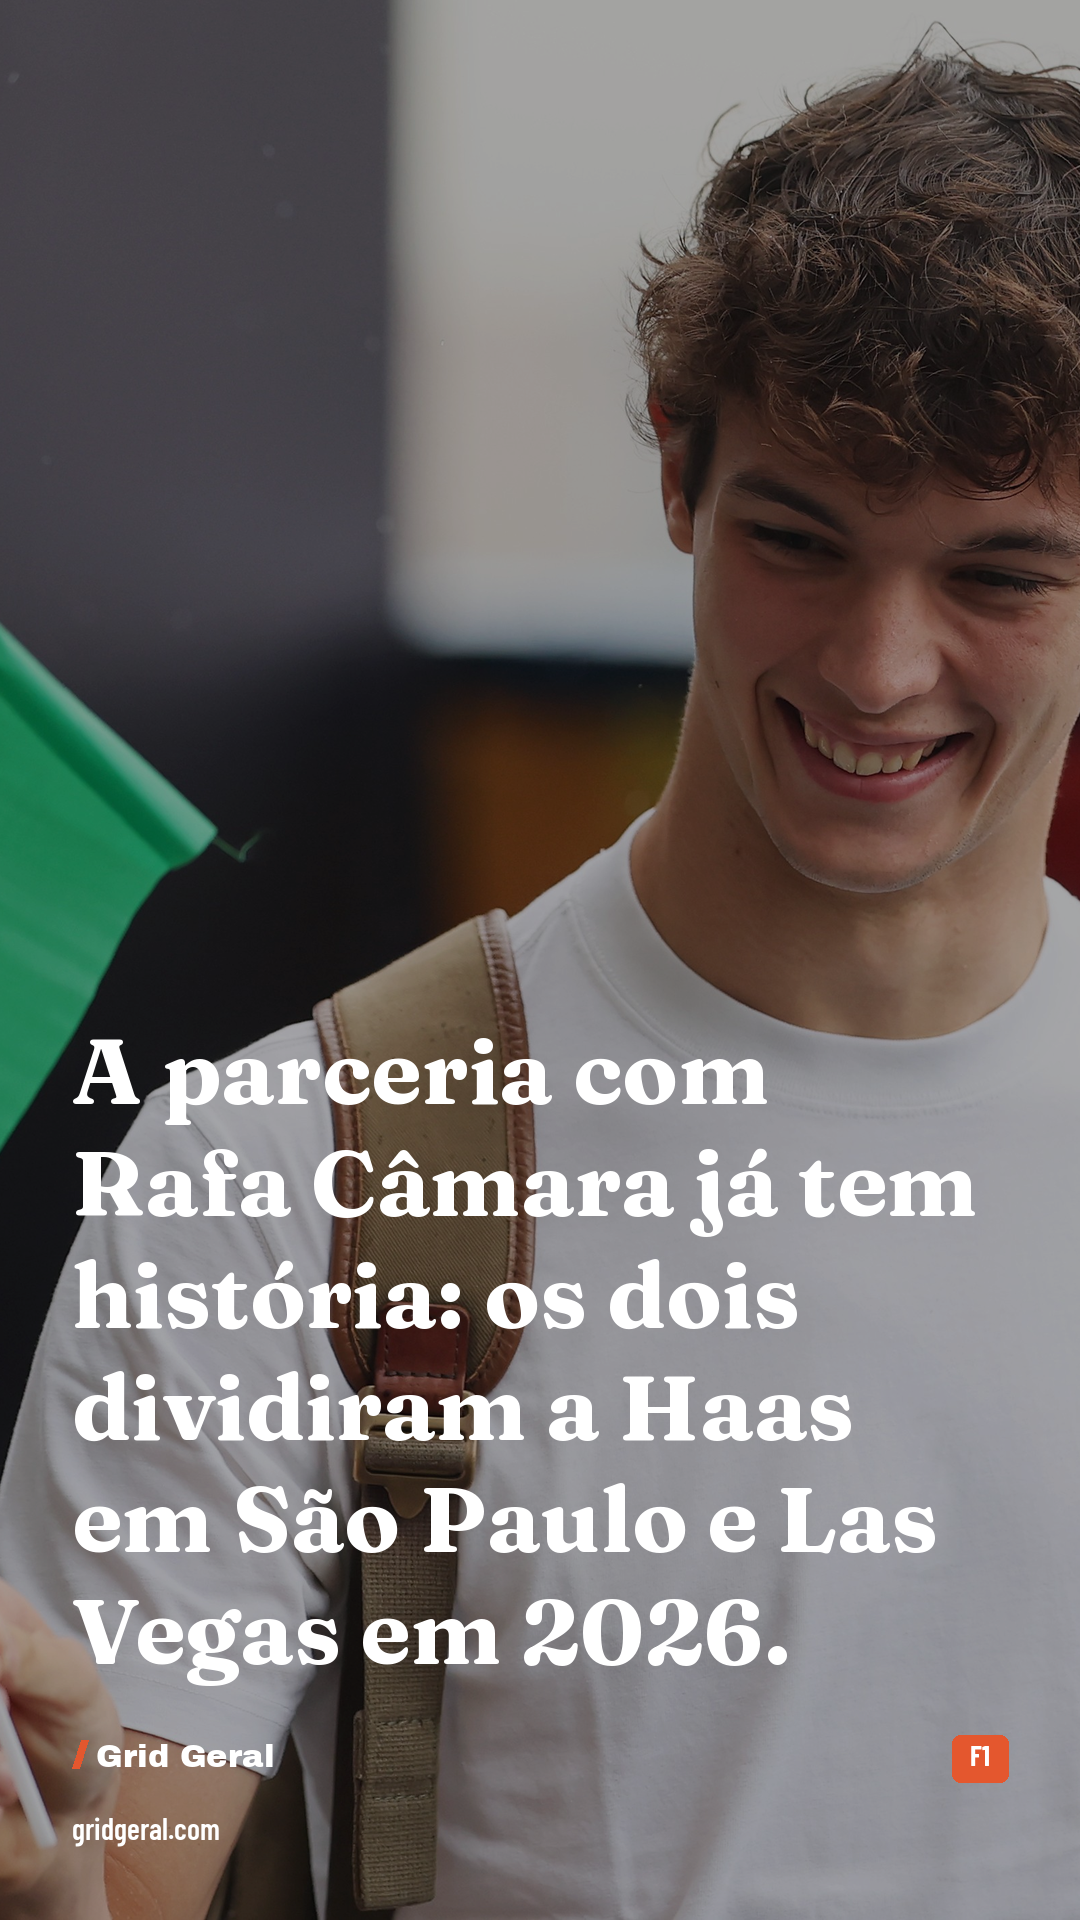 A parceria com
Rafa Câmara já tem
história: os dois
dividiram a Haas
em São Paulo e Las
Vegas em 2026.
Grid Geral
F1
gridgeral.com